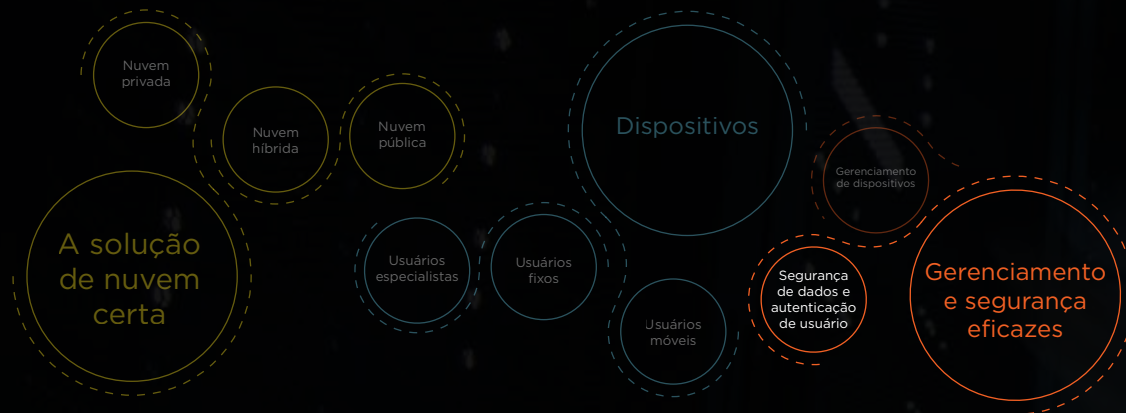 Nuvem
privada
Nuvem
híbrida
Nuvem
pública
A solução
de nuvem
certa
Usuários
especialistas
Usuários
fixos
Dispositivos
Usuários
móveis
Gerenciamento
de dispositivos
Segurança
de dados e
autenticação
de usuário
Gerenciamento
e segurança
eficazes